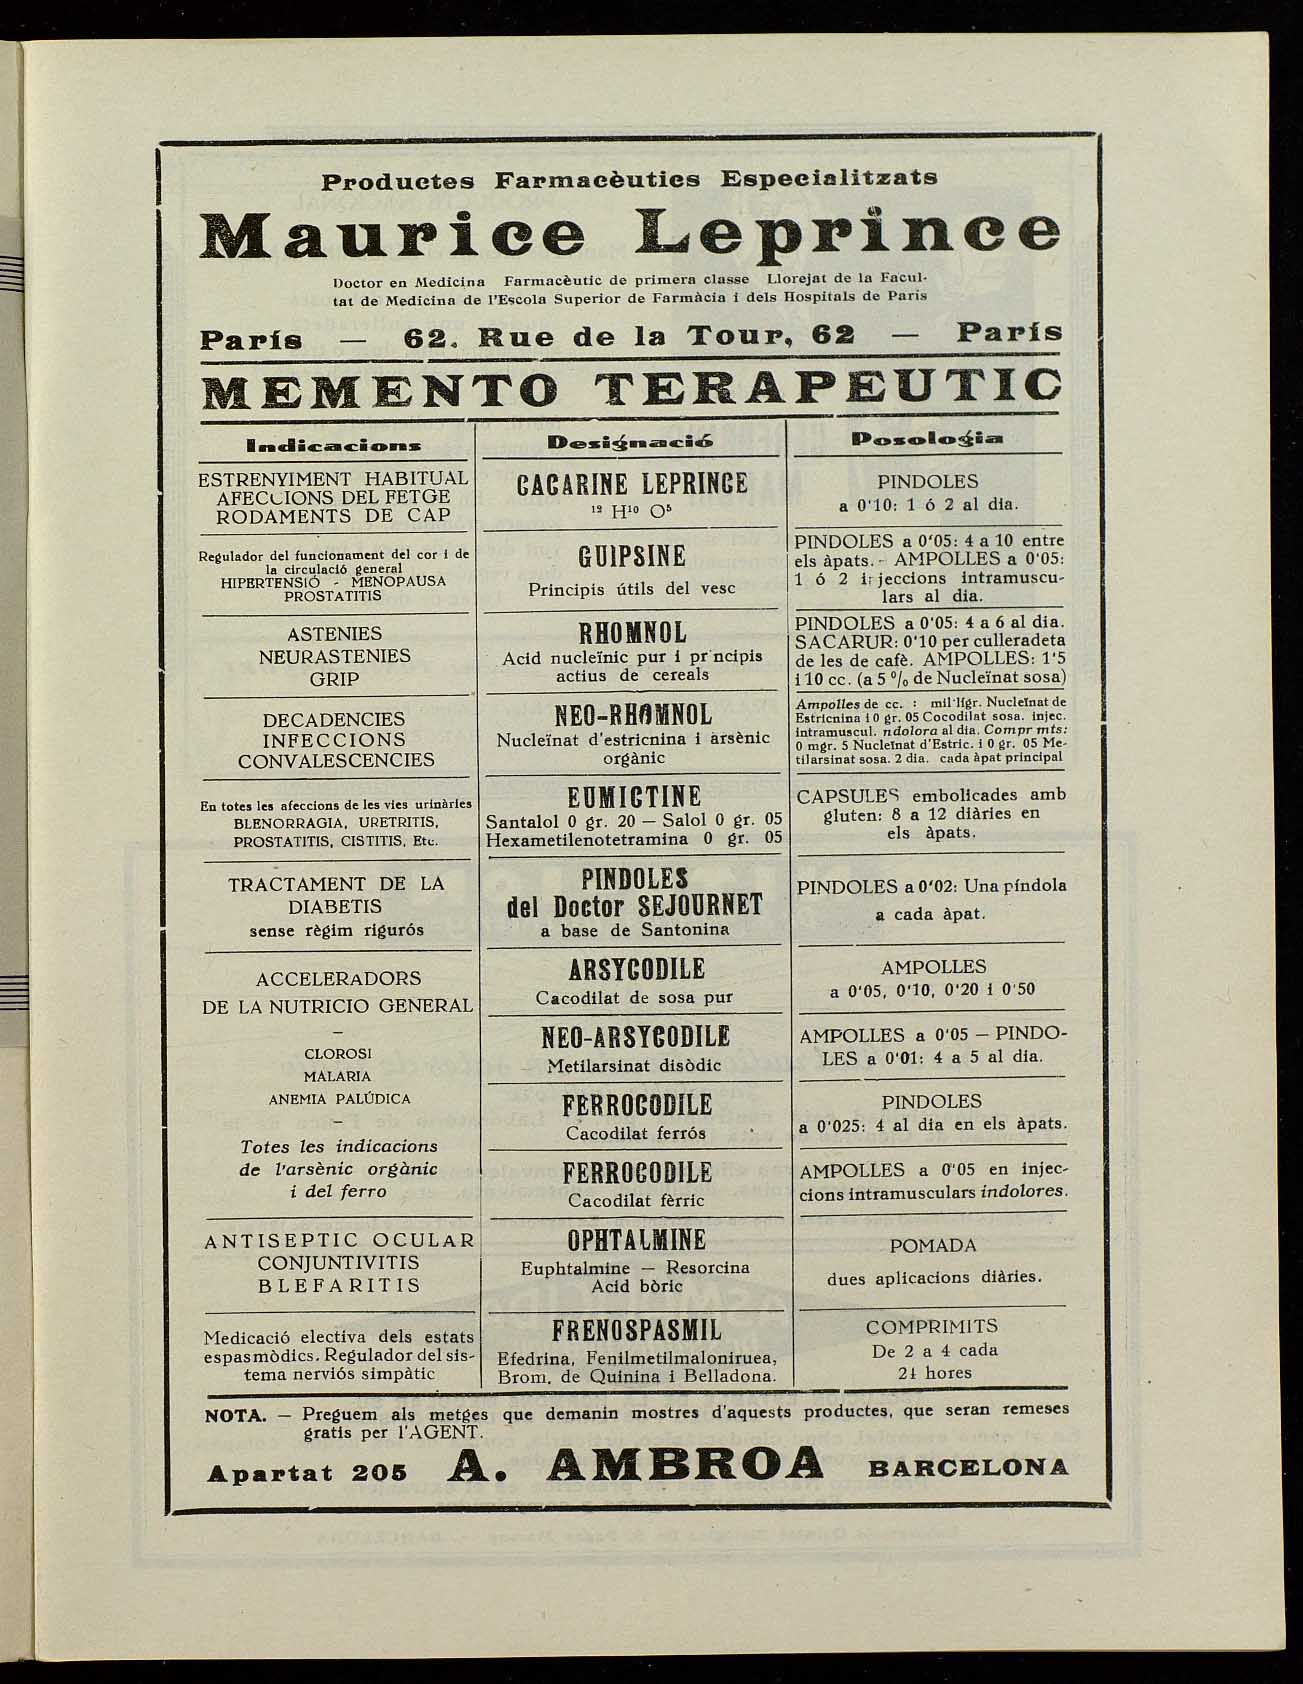 Productes Farmacèutics Especialitzats
Maurice Leprince
Doctor en Medicina Farmacèutic de primera classe Llorejat de la Facul-
tat de Medicina de l'Escola Superior de Farmàcia i dels Hospitals de Paris
París — 62, Rue de la Tour, 62 — París
MEMENTO TERAPEUTIC
Indicacions
Designació
Posología
ESTRENYIMENT HABITUAL
AFECCIONS DEL FETGE
RODAMENTS DE CAP
CACARINE LEPRINCE
¹² H¹⁰ O⁵
PINDOLES
a 0'10: 1 ó 2 al dia.
Regulador del funcionament del cor i de
la circulació general
HIPERTENSIÓ - MENOPAUSA
PROSTATITIS
GUIPSINE
Principis útils del vesc
PINDOLES a 0'05: 4 a 10 entre
els àpats. - AMPOLLES a 0'05:
1 ó 2 injeccions intramuscu-
lars al dia.
ASTENIES
NEURASTENIES
GRIP
RHOMNOL
Acid nucleïnic pur i pr ncipis
actius de cereals
PINDOLES a 0'05: 4 a 6 al dia.
SACARUR: 0'10 per culleradeta
de les de cafè. AMPOLLES: 1'5
i 10 cc. (a 5 % de Nucleïnat sosa)
DECADENCIES
INFECCIONS
CONVALESCENCIES
NEO-RHOMNOL
Nucleïnat d'estricnina i àrsènic
orgànic
Ampolles de cc. : mil·lígr. Nucleïnat de
Estricnina i 0 gr. 05 Cocodilat sosa. injec.
intramuscul. ndolora al dia. Compr mts:
0 mgr. 5 Nucleïnat d'Estric. i 0 gr. 05 Me-
tilarsinat sosa. 2 dia. cada àpat principal
En totes les afeccions de les vies urinàries
BLENORRAGIA, URETRITIS,
PROSTATITIS, CISTITIS, Etc.
EUMICTINE
Santalol 0 gr. 20 — Salol 0 gr. 05
Hexametilenotetramina 0 gr. 05
CAPSULES embolicades amb
gluten: 8 a 12 diàries en
els àpats.
TRACTAMENT DE LA
DIABETIS
sense règim rigurós
PINDOLES
del Doctor SEJOURNET
a base de Santonina
PINDOLES a 0'02: Una píndola
a cada àpat.
ACCELERADORS
DE LA NUTRICIO GENERAL
—
CLOROSI
MALARIA
ANEMIA PALÚDICA
—
Totes les indicacions
de l'arsènic orgànic
i del ferro
ARSYCODILE
Cacodilat de sosa pur
AMPOLLES
a 0'05, 0'10, 0'20 i 0'50
NEO-ARSYCODILE
Metilarsinat disòdic
AMPOLLES a 0'05 — PINDO-
LES a 0'01: 4 a 5 al dia.
FERROCODILE
Cacodilat ferrós
PINDOLES
a 0'025: 4 al dia en els àpats.
FERROCODILE
Cacodilat fèrric
AMPOLLES a 0'05 en injec-
cions intramusculars indolores.
ANTISEPTIC OCULAR
CONJUNTIVITIS
BLEFARITIS
OPHTALMINE
Euphtalmine — Resorcina
Acid bòric
POMADA
dues aplicacions diàries.
Medicació electiva dels estats
espasmòdics. Regulador del sis-
tema nerviós simpàtic
FRENOSPASMIL
Efedrina, Fenilmetilmaloniruea,
Brom. de Quinina i Belladona.
COMPRIMITS
De 2 a 4 cada
24 hores
NOTA. — Preguem als metges que demanin mostres d'aquests productes, que seran remeses
gratis per l'AGENT.
Apartat 205 A. AMBROA BARCELONA